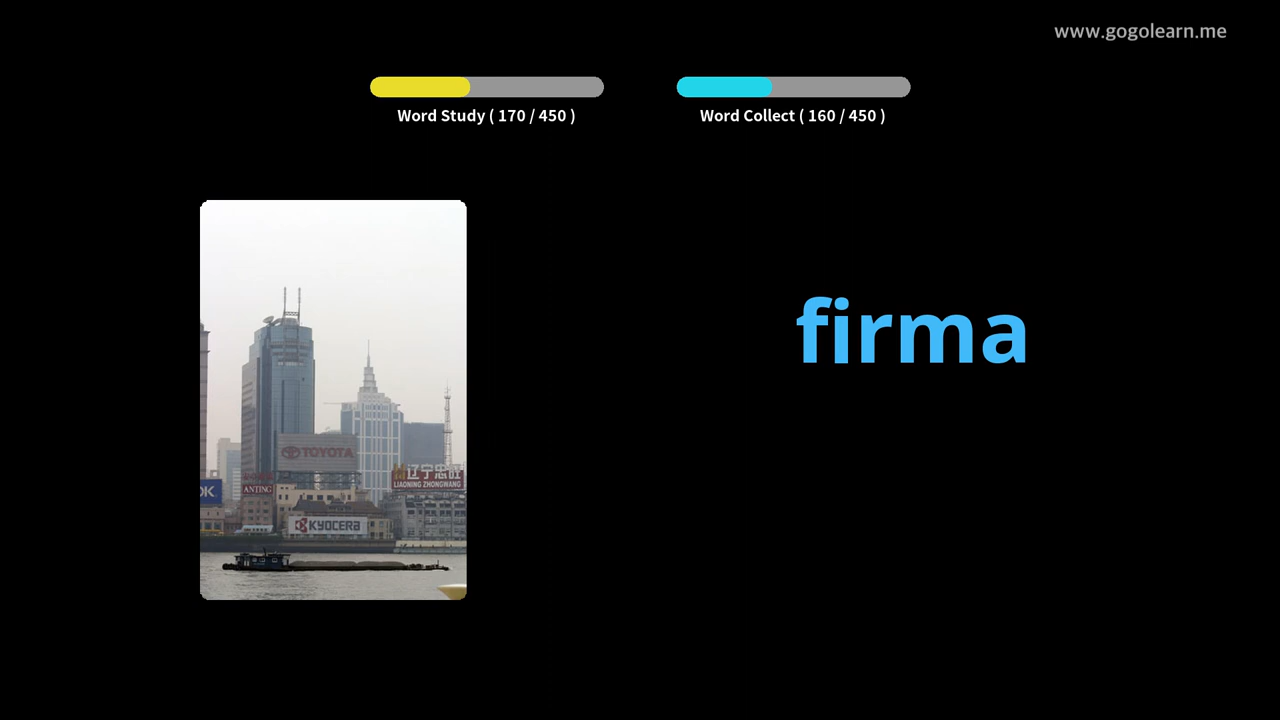 www.gogolearn.me
Word Study ( 170 / 450 )
Word Collect ( 160 / 450 )
firma
TOYOTA
辽宁忠旺
LIAONING ZHONGWANG
OK
ANTING
KYOCERA